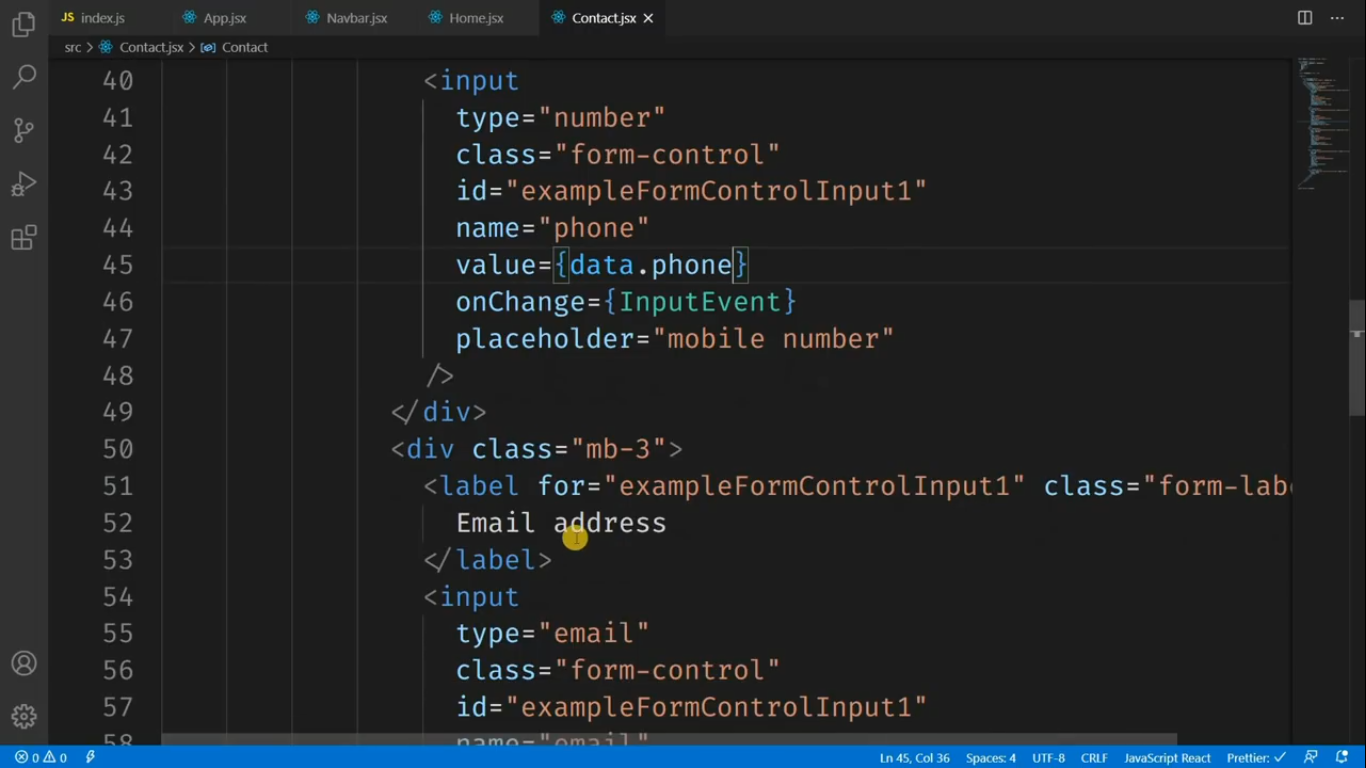 JS index.js App.jsx Navbar.jsx Home.jsx Contact.jsx
src > Contact.jsx > Contact
40 <input
41 type="number"
42 class="form-control"
43 id="exampleFormControlInput1"
44 name="phone"
45 value={data.phone}
46 onChange={InputEvent}
47 placeholder="mobile number"
48 />
49 </div>
50 <div class="mb-3">
51 <label for="exampleFormControlInput1" class="form-labe
52 Email address
53 </label>
54 <input
55 type="email"
56 class="form-control"
57 id="exampleFormControlInput1"
58 name="email"
0 0 Ln 45, Col 36 Spaces: 4 UTF-8 CRLF JavaScript React Prettier: ✓